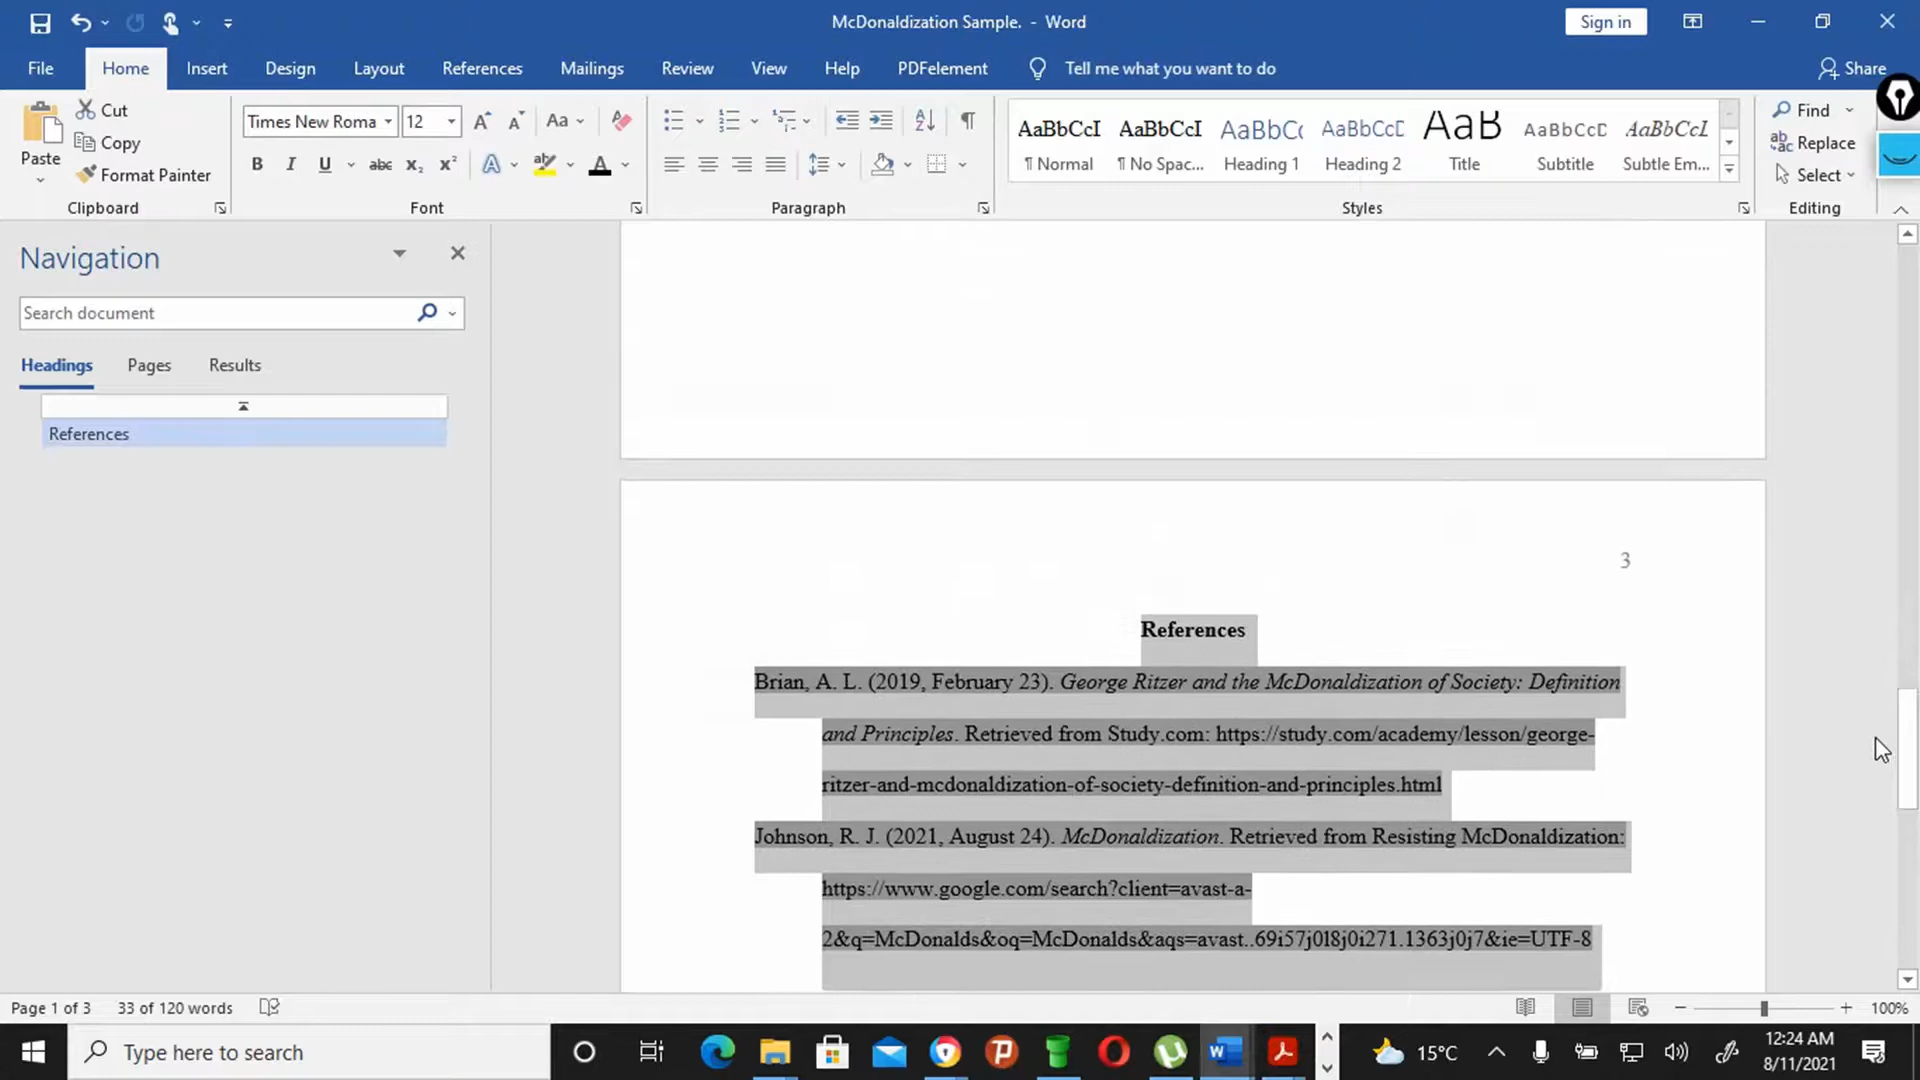 McDonaldization Sample. - Word
Sign in
File Home Insert Design Layout References Mailings Review View Help PDFelement Tell me what you want to do Share
Paste
Cut
Copy
Format Painter
Clipboard
Times New Roma 12 Aa
B I U abc x₂ x² A A
Font
Paragraph
AaBbCcI AaBbCcI AaBbCc AaBbCcD AaB AaBbCcD AaBbCcI
¶ Normal ¶ No Spac... Heading 1 Heading 2 Title Subtitle Subtle Em...
Styles
Find
Replace
Select
Editing
Navigation
Search document
Headings Pages Results
References
3
References
Brian, A. L. (2019, February 23). George Ritzer and the McDonaldization of Society: Definition
and Principles. Retrieved from Study.com: https://study.com/academy/lesson/george-
ritzer-and-mcdonaldization-of-society-definition-and-principles.html
Johnson, R. J. (2021, August 24). McDonaldization. Retrieved from Resisting McDonaldization:
https://www.google.com/search?client=avast-a-
2&q=McDonalds&oq=McDonalds&aqs=avast..69i57j0l8j0i271.1363j0j7&ie=UTF-8
Page 1 of 3 33 of 120 words
100%
Type here to search
15°C
12:24 AM
8/11/2021